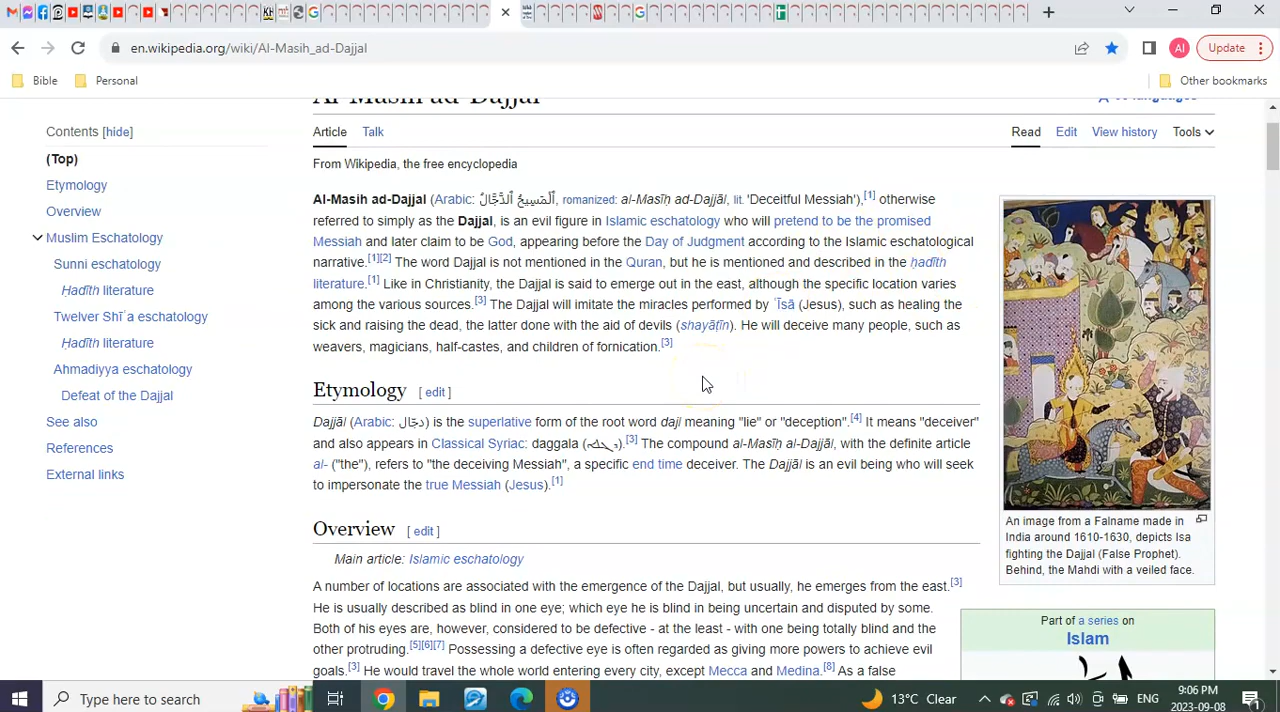 en.wikipedia.org/wiki/Al-Masih_ad-Dajjal
AI
Update
Bible
Personal
Other bookmarks
Al-Masih ad-Dajjal
languages
Contents [hide]
Article
Talk
Read
Edit
View history
Tools
(Top)
Etymology
Overview
Muslim Eschatology
Sunni eschatology
Ḥadīth literature
Twelver Shīʿa eschatology
Ḥadīth literature
Ahmadiyya eschatology
Defeat of the Dajjal
See also
References
External links
From Wikipedia, the free encyclopedia
Al-Masih ad-Dajjal (Arabic: ٱلْمَسِيحُ ٱلدَّجَّالُ, romanized: al-Masīḥ ad-Dajjāl, lit. 'Deceitful Messiah'),[1] otherwise
referred to simply as the Dajjal, is an evil figure in Islamic eschatology who will pretend to be the promised
Messiah and later claim to be God, appearing before the Day of Judgment according to the Islamic eschatological
narrative.[1][2] The word Dajjal is not mentioned in the Quran, but he is mentioned and described in the ḥadīth
literature.[1] Like in Christianity, the Dajjal is said to emerge out in the east, although the specific location varies
among the various sources.[3] The Dajjal will imitate the miracles performed by ʿĪsā (Jesus), such as healing the
sick and raising the dead, the latter done with the aid of devils (shayāṭīn). He will deceive many people, such as
weavers, magicians, half-castes, and children of fornication.[3]
Etymology [ edit ]
Dajjāl (Arabic: دجّال) is the superlative form of the root word dajl meaning "lie" or "deception".[4] It means "deceiver"
and also appears in Classical Syriac: daggala (ܕܓܠܐ).[3] The compound al-Masīḥ al-Dajjāl, with the definite article
al- ("the"), refers to "the deceiving Messiah", a specific end time deceiver. The Dajjāl is an evil being who will seek
to impersonate the true Messiah (Jesus).[1]
Overview [ edit ]
Main article: Islamic eschatology
A number of locations are associated with the emergence of the Dajjal, but usually, he emerges from the east.[3]
He is usually described as blind in one eye; which eye he is blind in being uncertain and disputed by some.
Both of his eyes are, however, considered to be defective - at the least - with one being totally blind and the
other protruding.[5][6][7] Possessing a defective eye is often regarded as giving more powers to achieve evil
goals.[3] He would travel the whole world entering every city, except Mecca and Medina.[8] As a false
An image from a Falname made in
India around 1610-1630, depicts Isa
fighting the Dajjal (False Prophet).
Behind, the Mahdi with a veiled face.
Part of a series on
Islam
Type here to search
13°C Clear
ENG
9:06 PM
2023-09-08